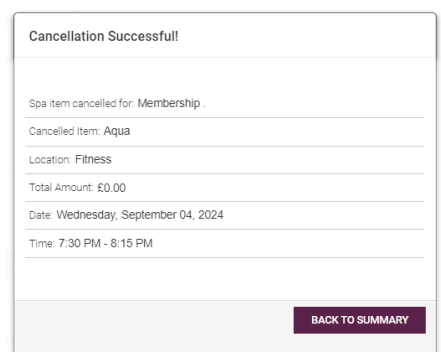 Cancellation Successful!
Spa item cancelled for: Membership .
Cancelled Item: Aqua
Location: Fitness
Total Amount: £0.00
Date: Wednesday, September 04, 2024
Time: 7:30 PM - 8:15 PM
BACK TO SUMMARY